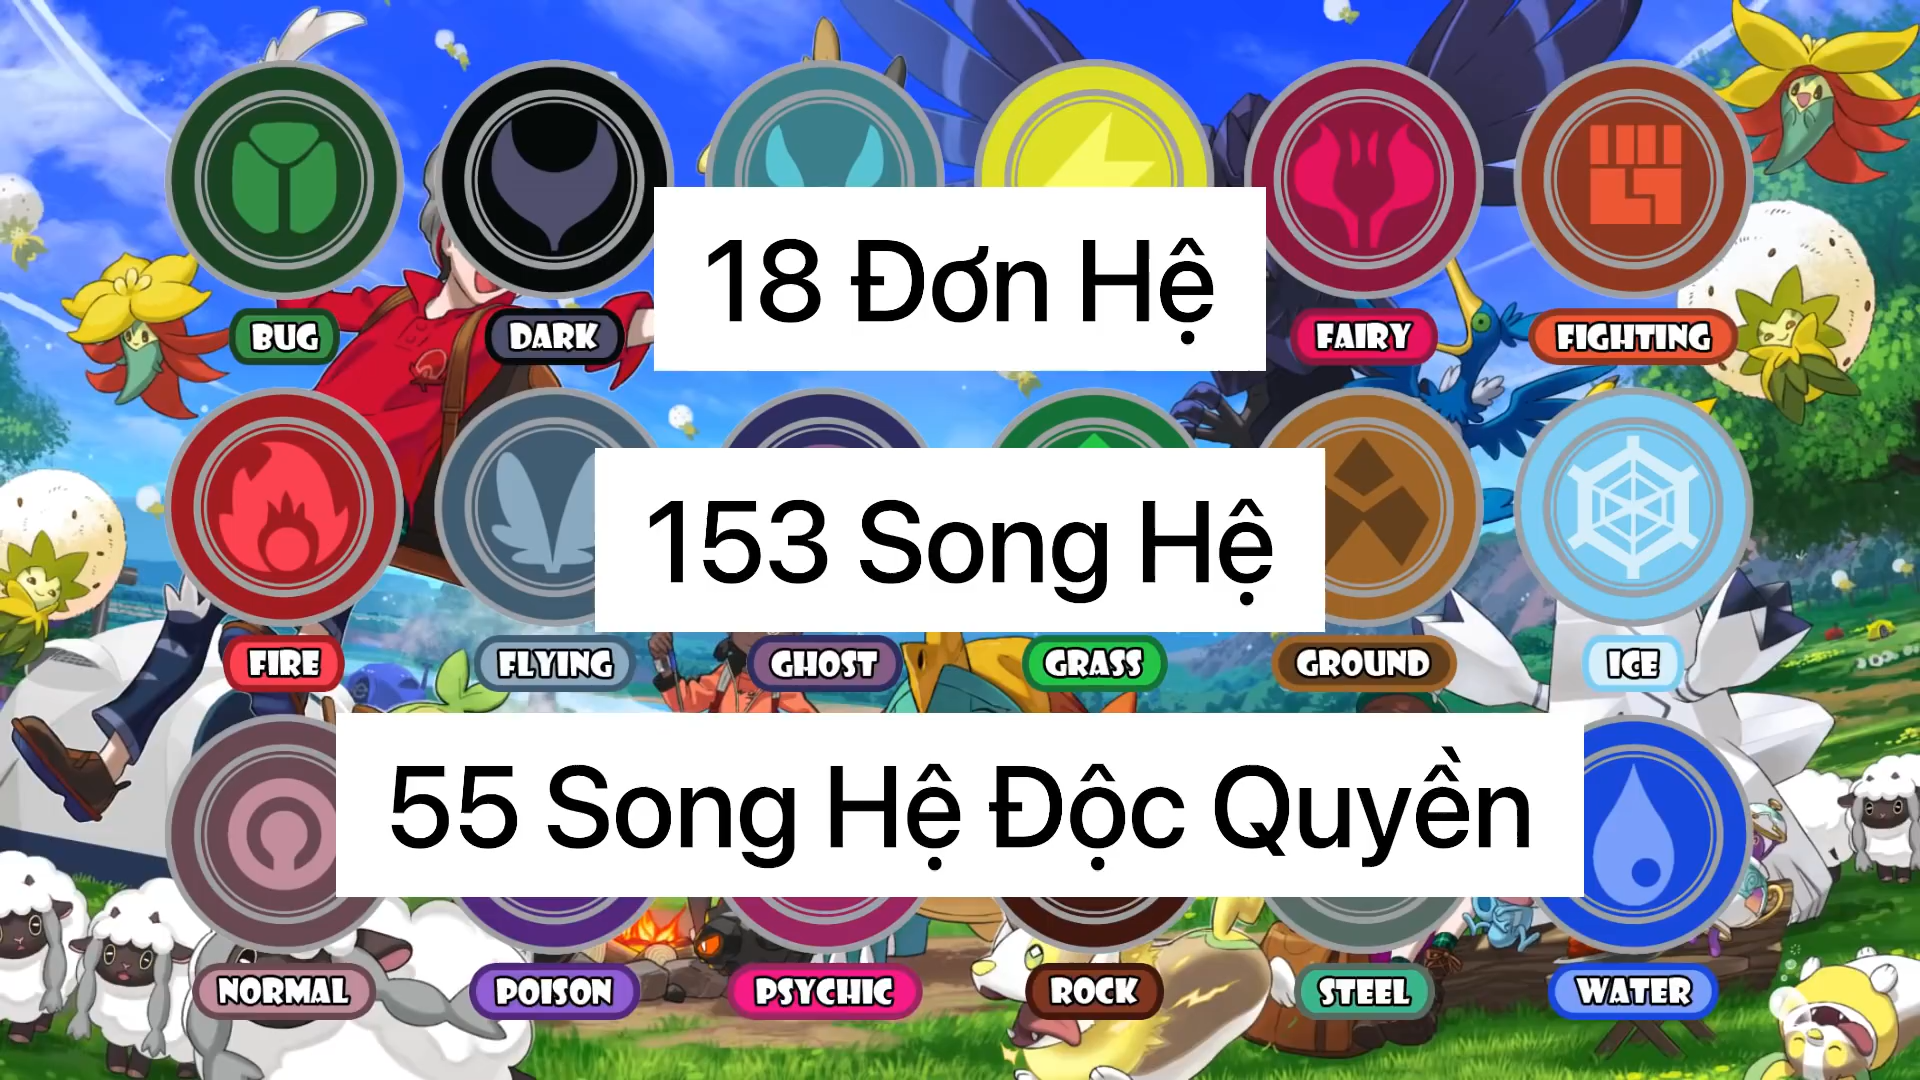 18 Đơn Hệ
BUG
DARK
FAIRY
FIGHTING
153 Song Hệ
FIRE
FLYING
GHOST
GRASS
GROUND
ICE
55 Song Hệ Độc Quyền
NORMAL
POISON
PSYCHIC
ROCK
STEEL
WATER